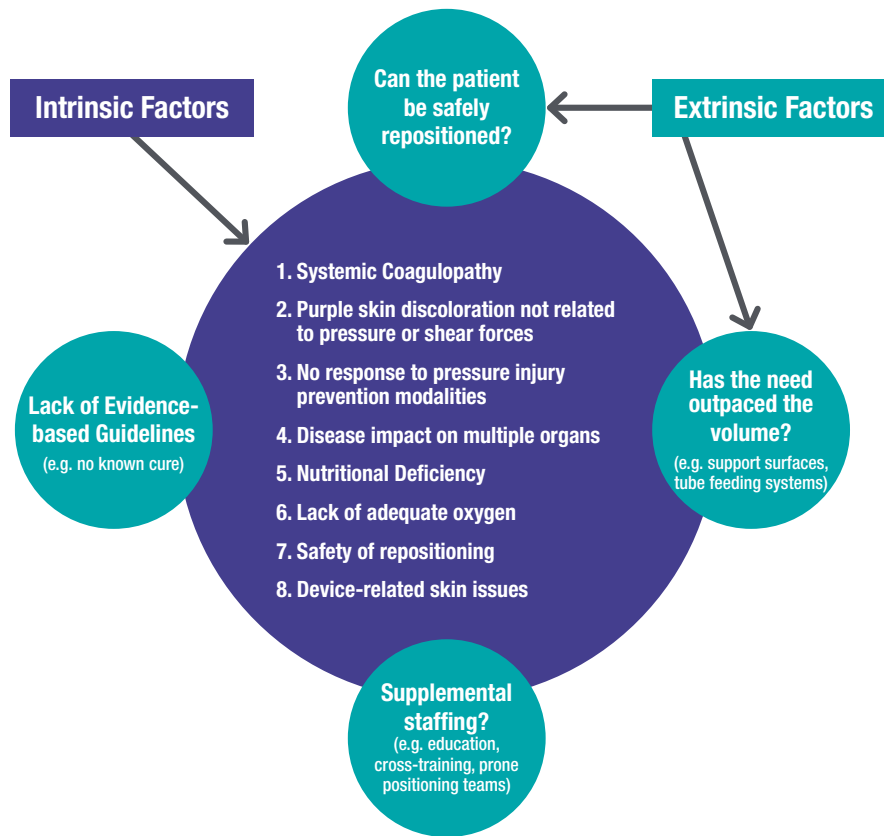 Can the patient
be safely
repositioned?
Intrinsic Factors
Extrinsic Factors
1. Systemic Coagulopathy
2. Purple skin discoloration not related
to pressure or shear forces
3. No response to pressure injury
prevention modalities
4. Disease impact on multiple organs
5. Nutritional Deficiency
6. Lack of adequate oxygen
7. Safety of repositioning
8. Device-related skin issues
Lack of Evidence-
based Guidelines
(e.g. no known cure)
Has the need
outpaced the
volume?
(e.g. support surfaces,
tube feeding systems)
Supplemental
staffing?
(e.g. education,
cross-training, prone
positioning teams)